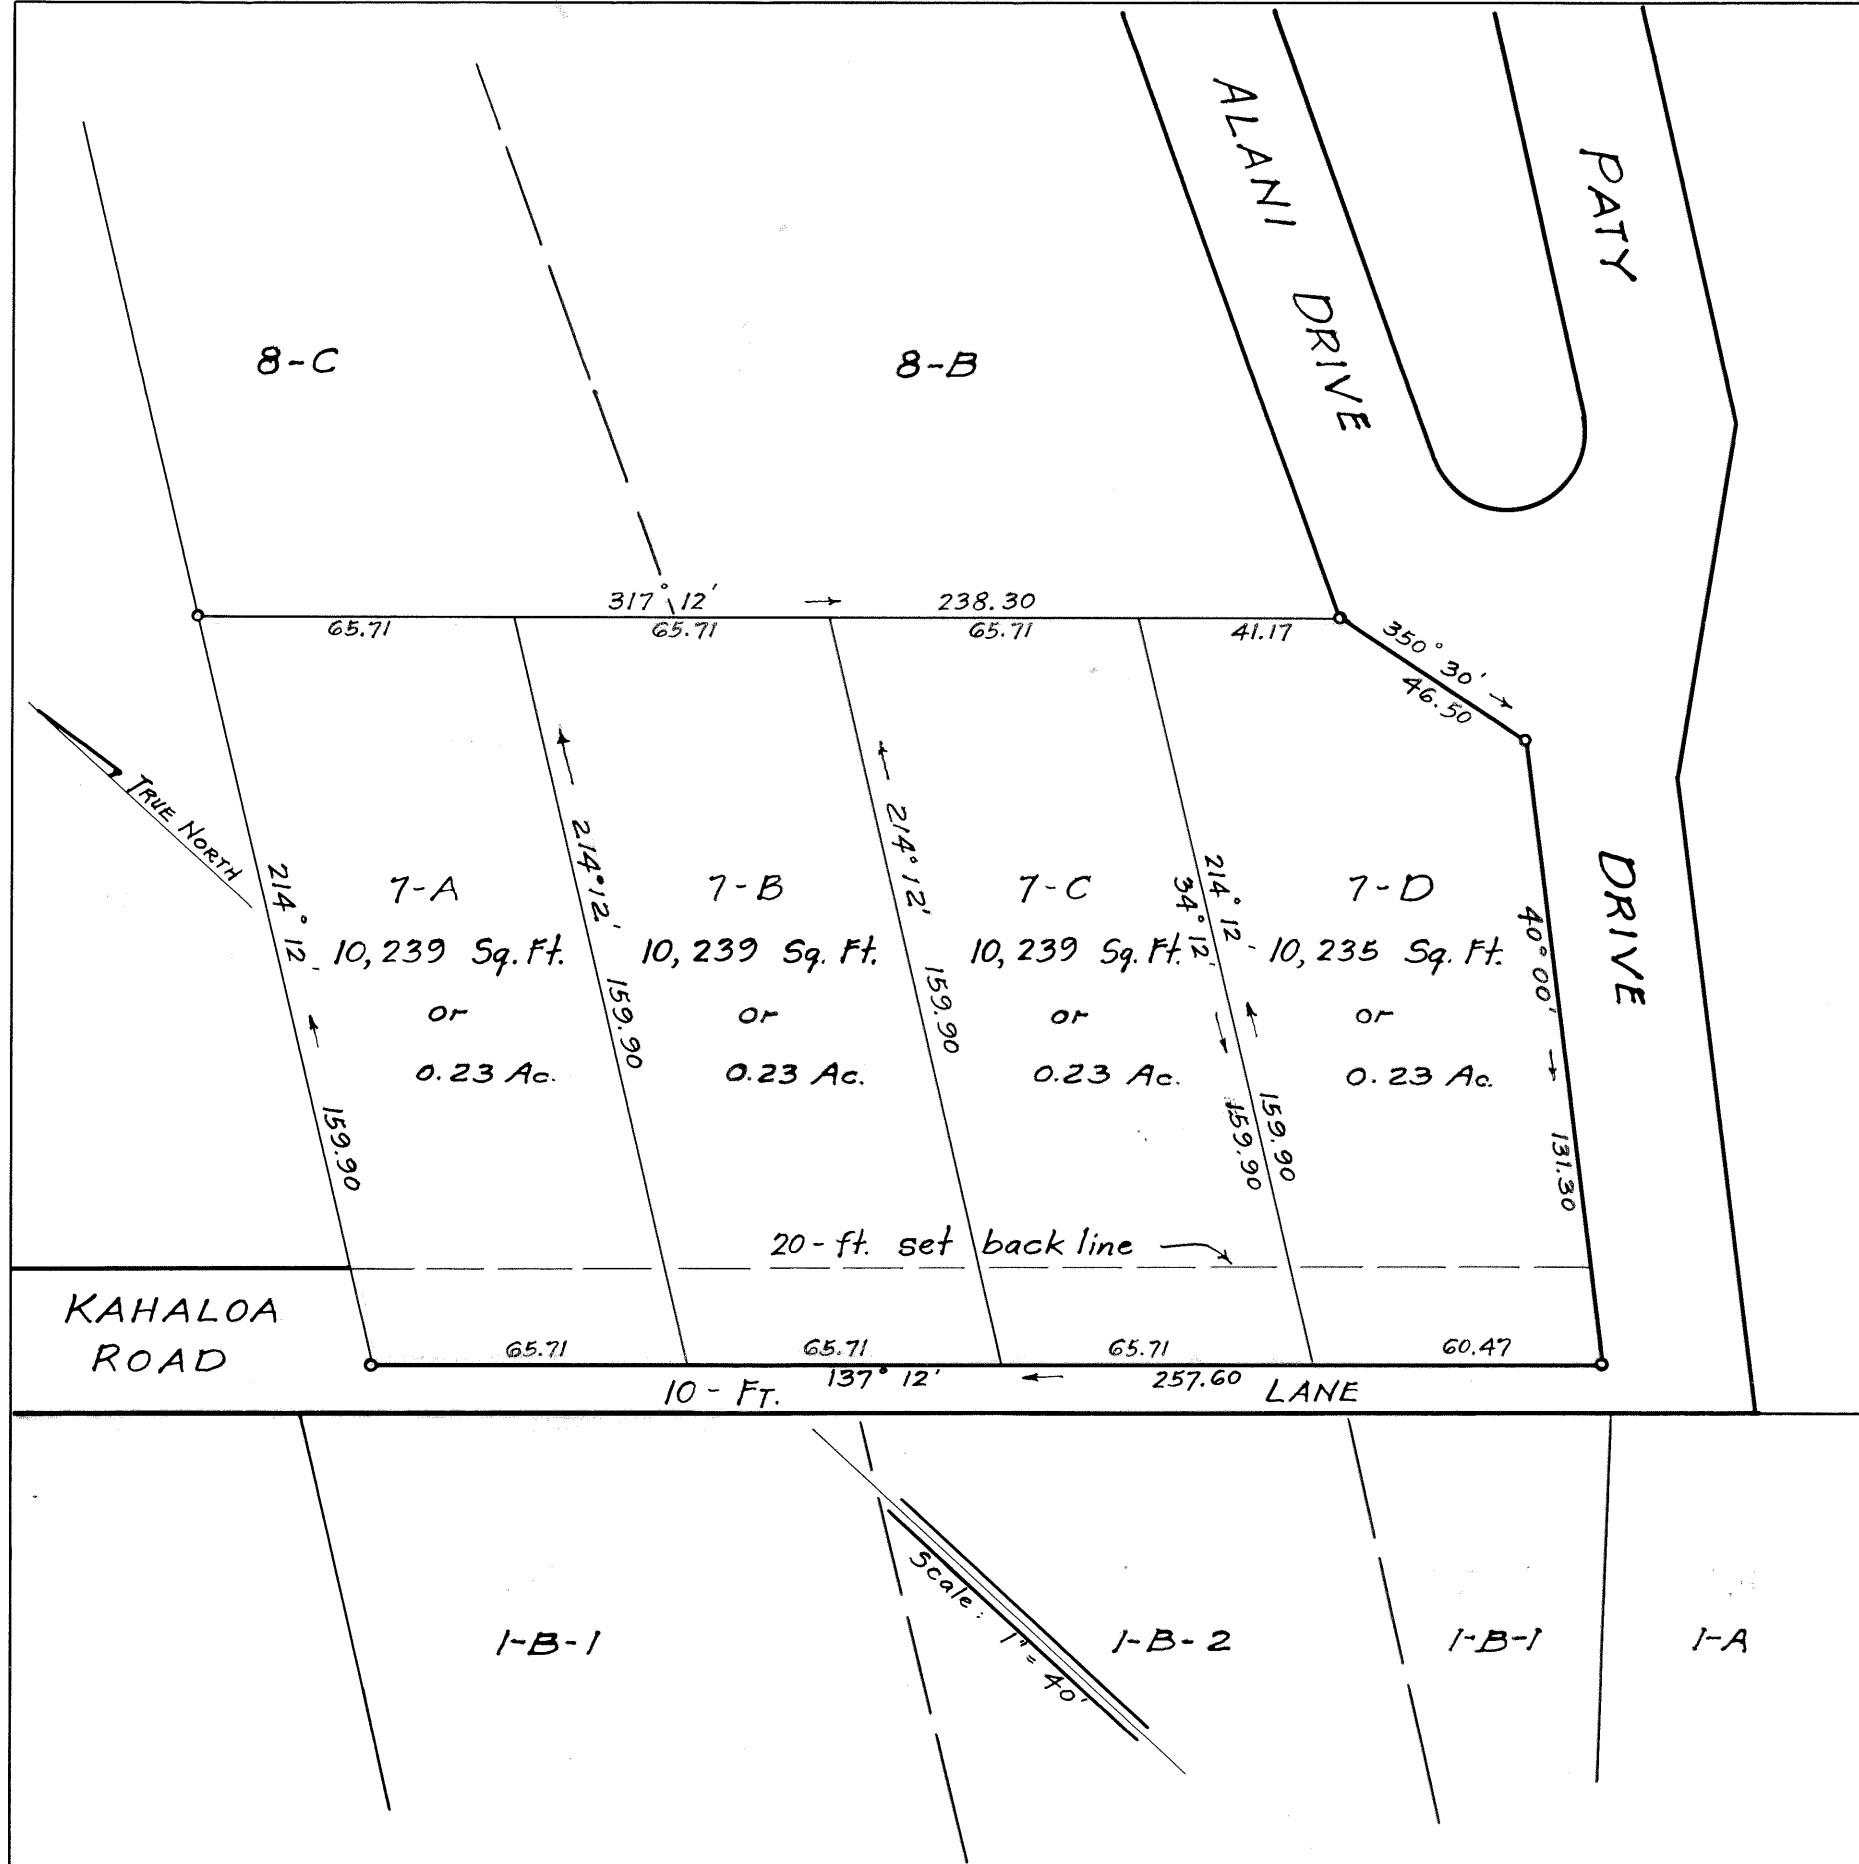 ALANI DRIVE
PATY DRIVE
8-C
8-B
317° 12' → 238.30
65.71
65.71
65.71
41.17
350° 30' →
46.50
TRUE NORTH
214° 12' → 159.90
214° 12' → 159.90
214° 12' → 159.90
214° 12' → 159.90
34° 12' → 159.90
40° 00' → 131.30
7-A
10,239 Sq. Ft.
or
0.23 Ac.
7-B
10,239 Sq. Ft.
or
0.23 Ac.
7-C
10,239 Sq. Ft.
or
0.23 Ac.
7-D
10,235 Sq. Ft.
or
0.23 Ac.
20-ft. set back line
KAHALOA
ROAD
65.71
65.71
65.71
60.47
137° 12' ← 257.60
10-FT. LANE
1-B-1
Scale: 1" = 40'
1-B-2
1-B-1
1-A